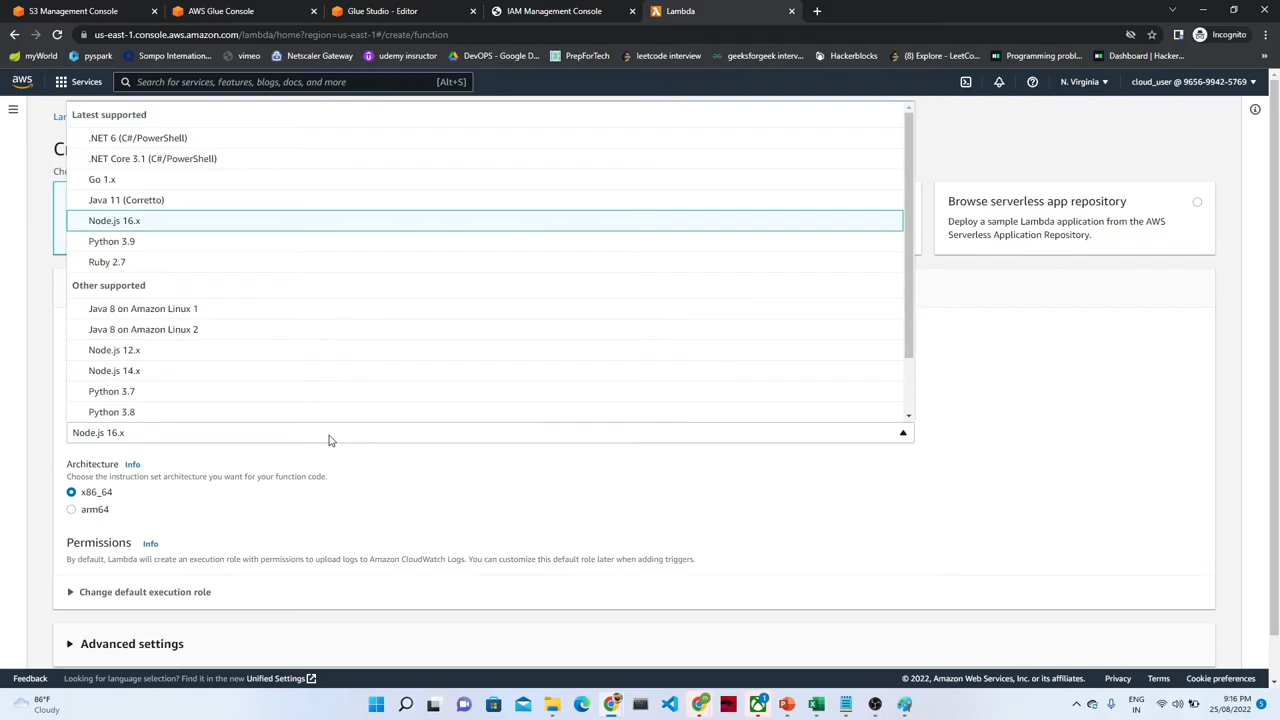 S3 Management Console
AWS Glue Console
Glue Studio - Editor
IAM Management Console
Lambda
us-east-1.console.aws.amazon.com/lambda/home?region=us-east-1#/create/function
Incognito
myWorld
pyspark
Sompo Internationa...
vimeo
Netscaler Gateway
udemy instructor
DevOPS - Google D...
PrepForTech
leetcode interview
geeksforgeek interv...
Hackerblocks
(8) Explore - LeetCo...
Programming probl...
Dashboard | Hacker...
aws
Services
Search for services, features, blogs, docs, and more
[Alt+S]
N. Virginia
cloud_user @ 9656-9942-5769
Latest supported
.NET 6 (C#/PowerShell)
.NET Core 3.1 (C#/PowerShell)
Go 1.x
Java 11 (Corretto)
Node.js 16.x
Python 3.9
Ruby 2.7
Other supported
Java 8 on Amazon Linux 1
Java 8 on Amazon Linux 2
Node.js 12.x
Node.js 14.x
Python 3.7
Python 3.8
Node.js 16.x
Browse serverless app repository
Deploy a sample Lambda application from the AWS
Serverless Application Repository.
Architecture Info
Choose the instruction set architecture you want for your function code.
x86_64
arm64
Permissions Info
By default, Lambda will create an execution role with permissions to upload logs to Amazon CloudWatch Logs. You can customize this default role later when adding triggers.
Change default execution role
Advanced settings
Feedback
Looking for language selection? Find it in the new Unified Settings
© 2022, Amazon Web Services, Inc. or its affiliates.
Privacy
Terms
Cookie preferences
86°F
Cloudy
ENG
IN
9:16 PM
25/08/2022